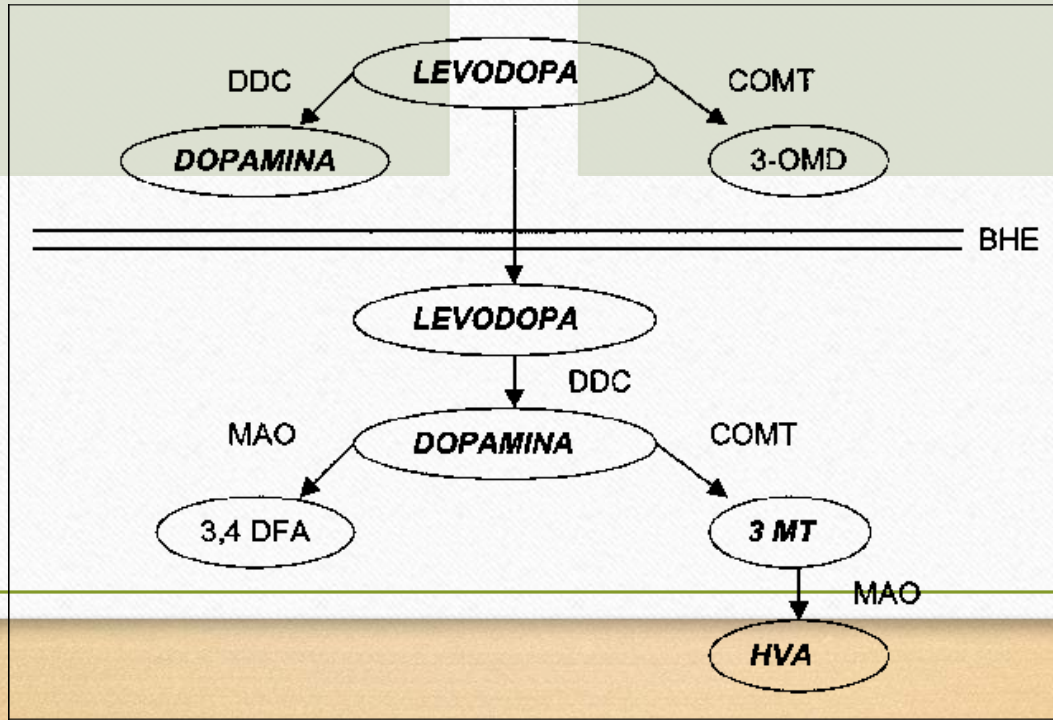 LEVODOPA
DDC
COMT
DOPAMINA
3-OMD
BHE
LEVODOPA
DDC
MAO
DOPAMINA
COMT
3,4 DFA
3 MT
MAO
HVA